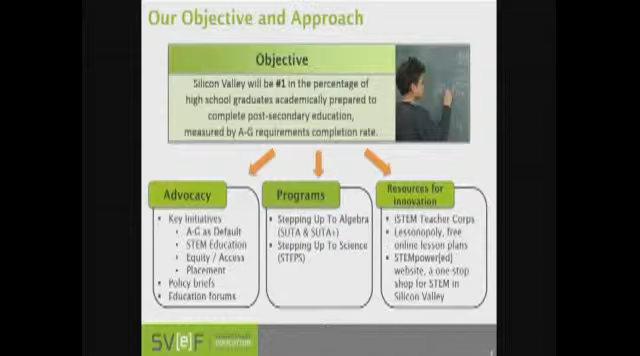 Our Objective and Approach
Objective
Silicon Valley will be #1 in the percentage of
high school graduates academically prepared to
complete post-secondary education,
measured by A-G requirements completion rate.
Advocacy
• Key Initiatives
• A-G as Default
• STEM Education
• Equity / Access
• Placement
• Policy briefs
• Education forums
Programs
• Stepping Up To Algebra
(SUTA & SUTA+)
• Stepping Up To Science
(STEPS)
Resources for
Innovation
• iSTEM Teacher Corps
• Lessonopoly, free
online lesson plans
• STEMpower[ed]
website, a one-stop
shop for STEM in
Silicon Valley
SV[e]F